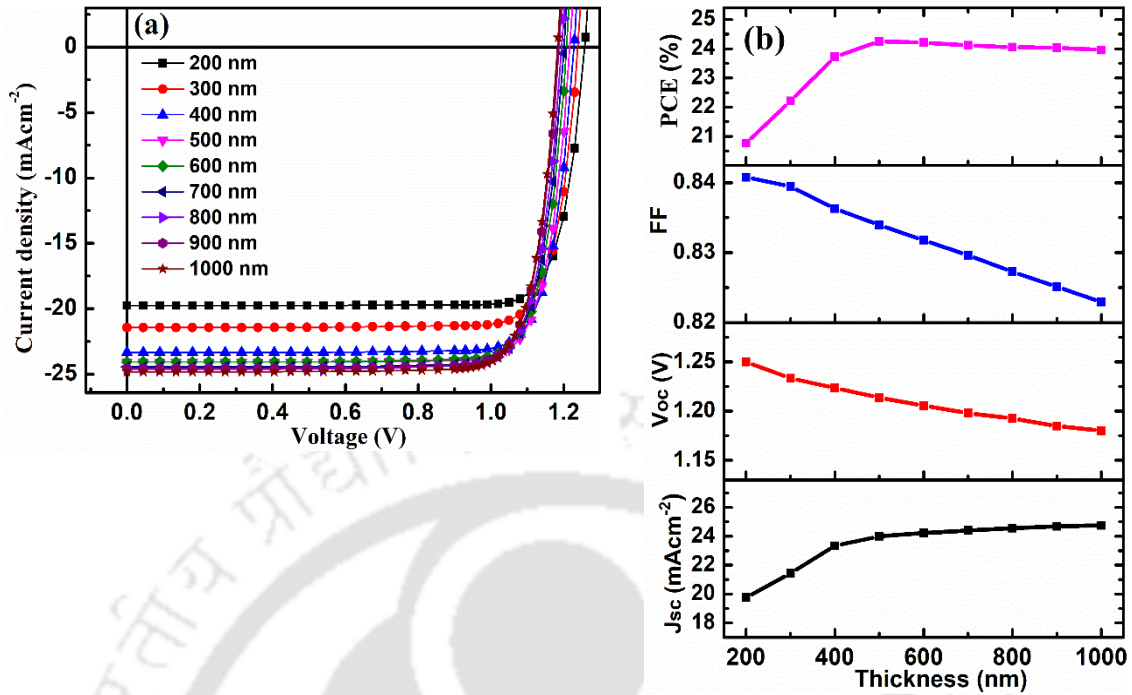 (a)
0
-5
-10
-15
-20
-25
Current density (mAcm-2)
200 nm
300 nm
400 nm
500 nm
600 nm
700 nm
800 nm
900 nm
1000 nm
0.0 0.2 0.4 0.6 0.8 1.0 1.2
Voltage (V)
(b)
25
24
23
22
21
PCE (%)
0.84
0.83
0.82
FF
1.25
1.20
1.15
Voc (V)
26
24
22
20
18
Jsc (mAcm-2)
200 400 600 800 1000
Thickness (nm)